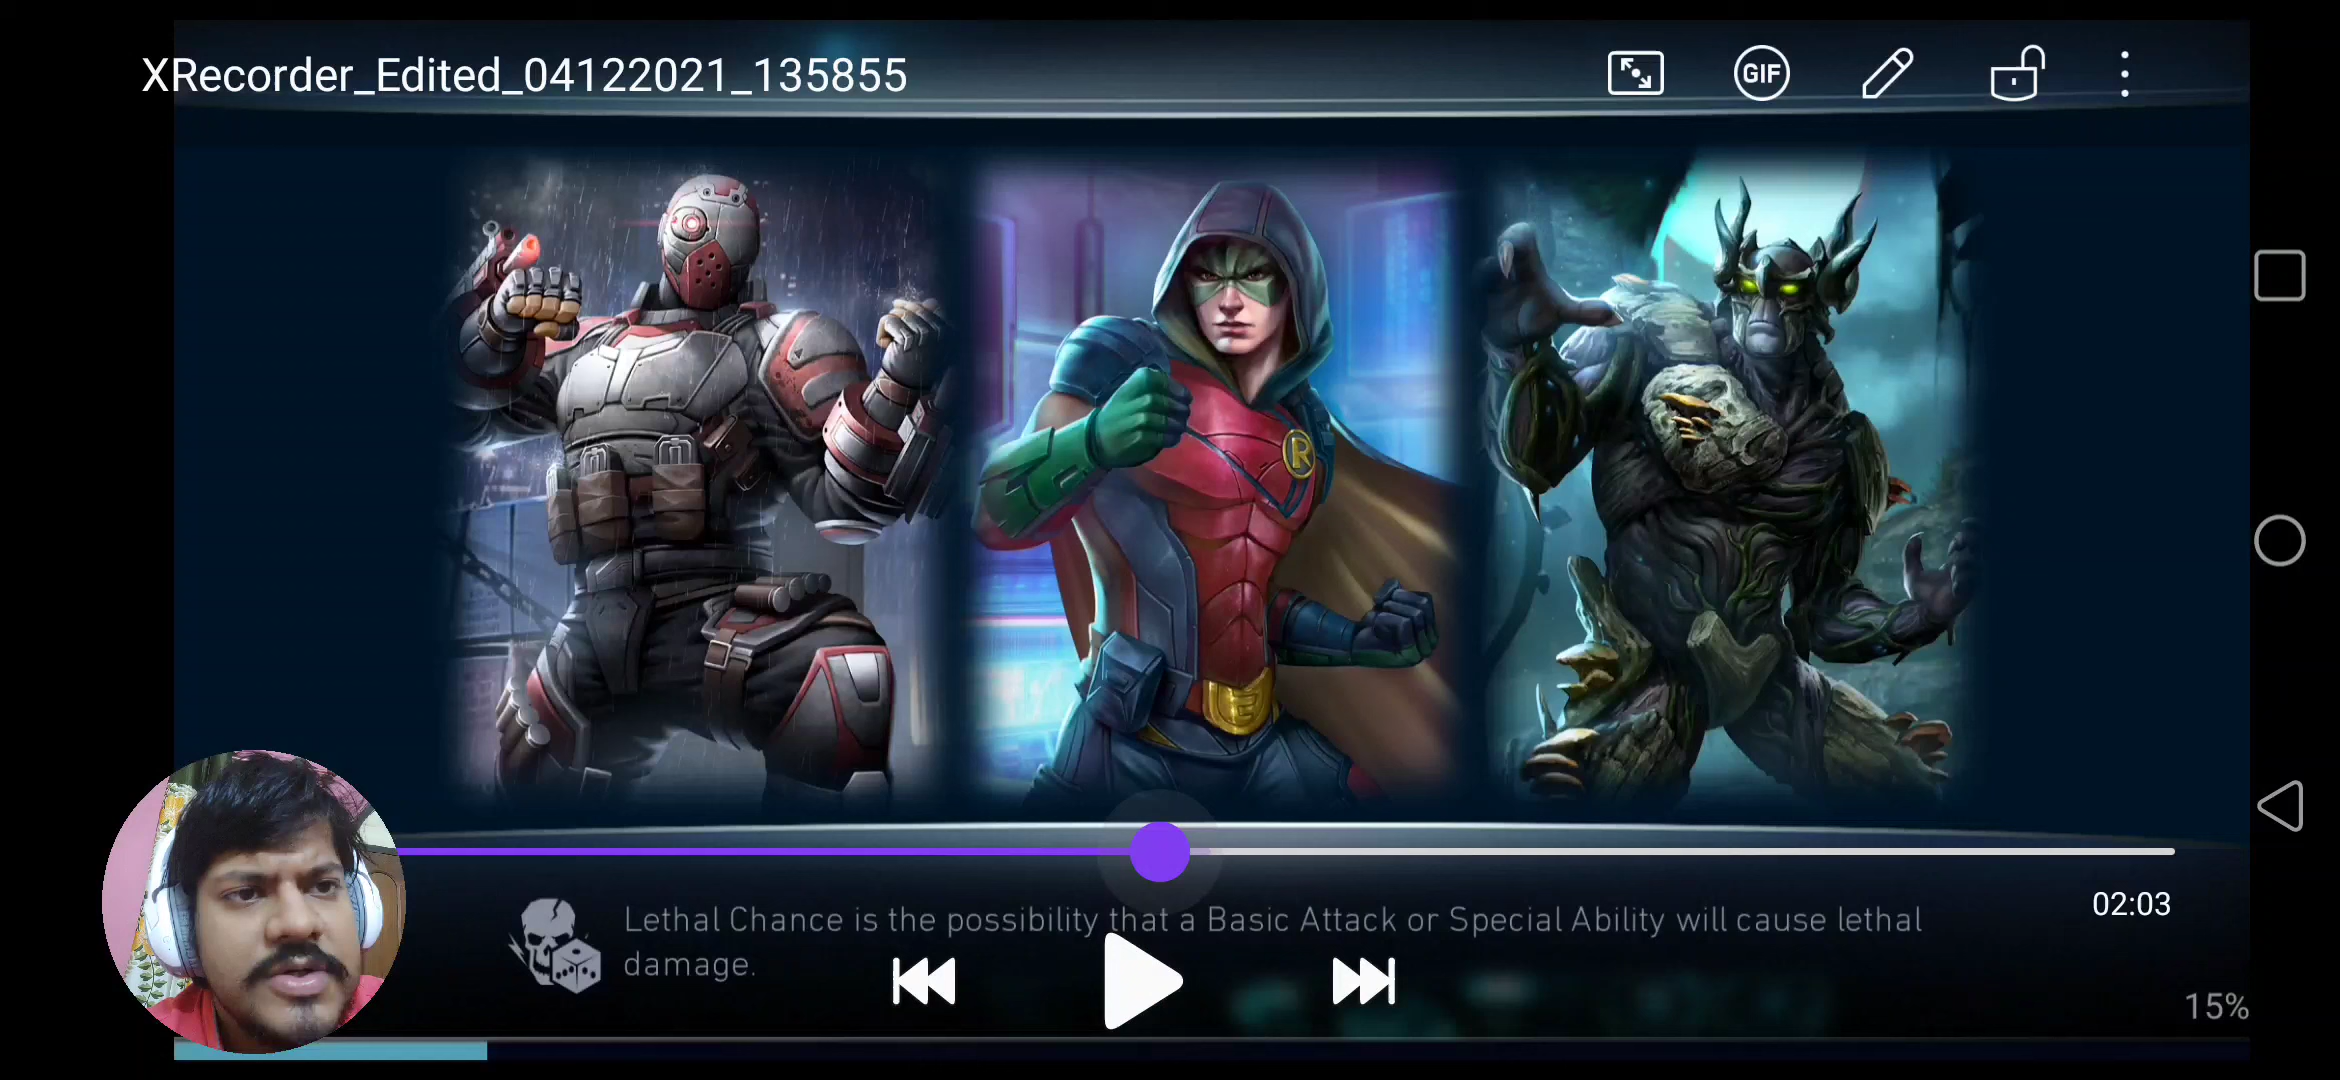 XRecorder_Edited_04122021_135855
GIF
R
Lethal Chance is the possibility that a Basic Attack or Special Ability will cause lethal
damage.
02:03
15%